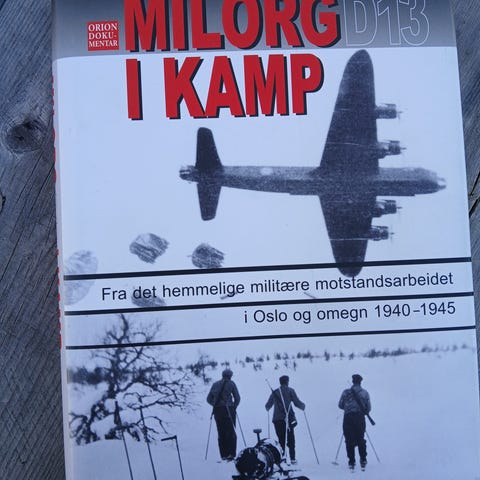 ORION
DOKU-
MENTAR
MILORG D13
I KAMP
Fra det hemmelige militære motstandsarbeidet
i Oslo og omegn 1940-1945